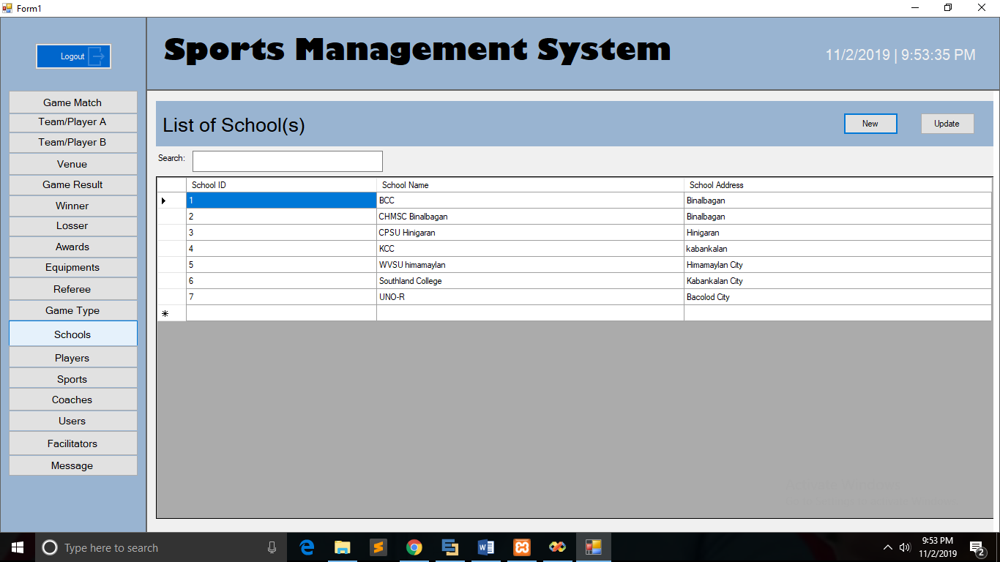 Form1
Logout
Sports Management System
11/2/2019 | 9:53:35 PM
Game Match
Team/Player A
Team/Player B
Venue
Game Result
Winner
Losser
Awards
Equipments
Referee
Game Type
Schools
Players
Sports
Coaches
Users
Facilitators
Message
List of School(s)
New
Update
Search:
School ID School Name School Address
1 BCC Binalbagan
2 CHMSC Binalbagan Binalbagan
3 CPSU Hinigaran Hinigaran
4 KCC kabankalan
5 WVSU himamaylan Himamaylan City
6 Southland College Kabankalan City
7 UNO-R Bacolod City
Type here to search
9:53 PM
11/2/2019
2